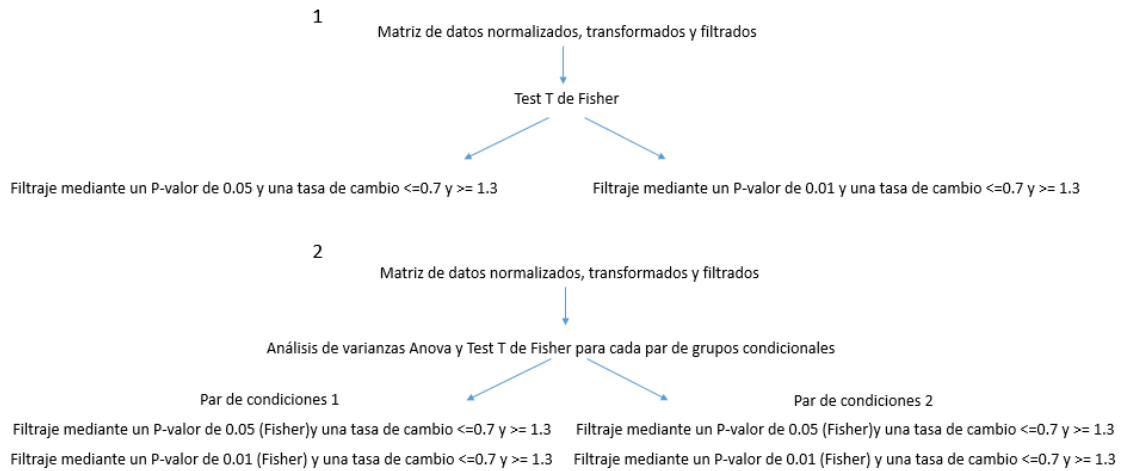 1
Matriz de datos normalizados, transformados y filtrados
Test T de Fisher
Filtraje mediante un P-valor de 0.05 y una tasa de cambio <=0.7 y >= 1.3
Filtraje mediante un P-valor de 0.01 y una tasa de cambio <=0.7 y >= 1.3
2
Matriz de datos normalizados, transformados y filtrados
Análisis de varianzas Anova y Test T de Fisher para cada par de grupos condicionales
Par de condiciones 1
Filtraje mediante un P-valor de 0.05 (Fisher)y una tasa de cambio <=0.7 y >= 1.3
Filtraje mediante un P-valor de 0.01 (Fisher) y una tasa de cambio <=0.7 y >= 1.3
Par de condiciones 2
Filtraje mediante un P-valor de 0.05 (Fisher)y una tasa de cambio <=0.7 y >= 1.3
Filtraje mediante un P-valor de 0.01 (Fisher) y una tasa de cambio <=0.7 y >= 1.3